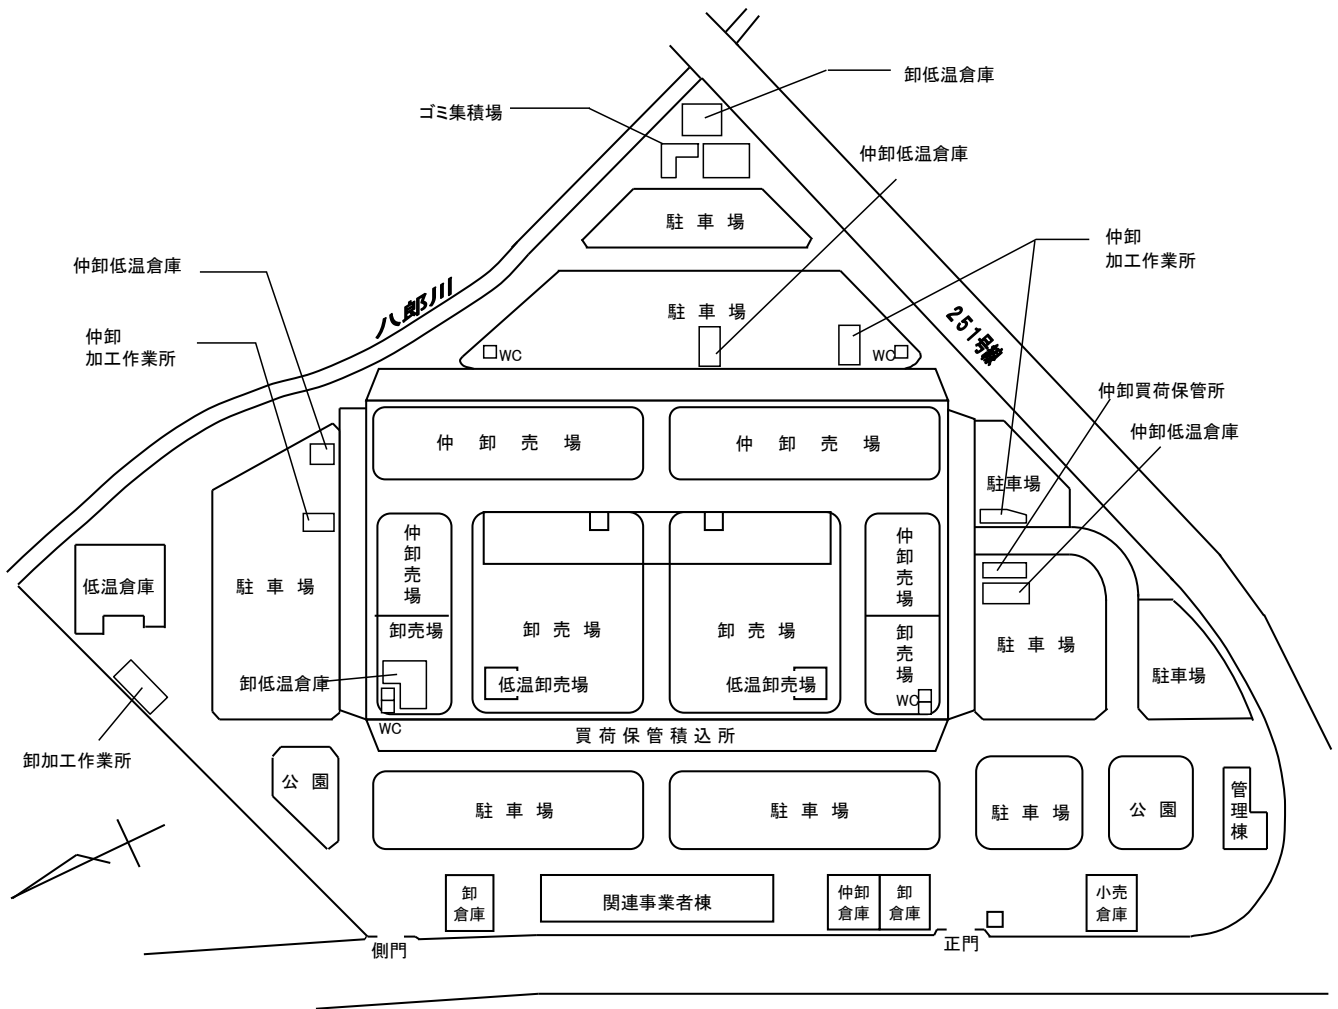 卸低温倉庫
ゴミ集積場
仲卸低温倉庫
駐車場
仲卸
加工作業所
仲卸低温倉庫
八郎川
駐車場
251号線
仲卸
加工作業所
WC
WC
仲卸買荷保管所
仲卸低温倉庫
仲卸売場
仲卸売場
駐車場
仲卸売場
仲卸売場
低温倉庫
駐車場
卸売場
卸売場
卸売場
卸売場
駐車場
駐車場
卸低温倉庫
低温卸売場
低温卸売場
WC
WC
買荷保管積込所
卸加工作業所
公園
駐車場
駐車場
駐車場
公園
管理棟
卸
倉庫
関連事業者棟
仲卸
倉庫
卸
倉庫
小売
倉庫
側門
正門